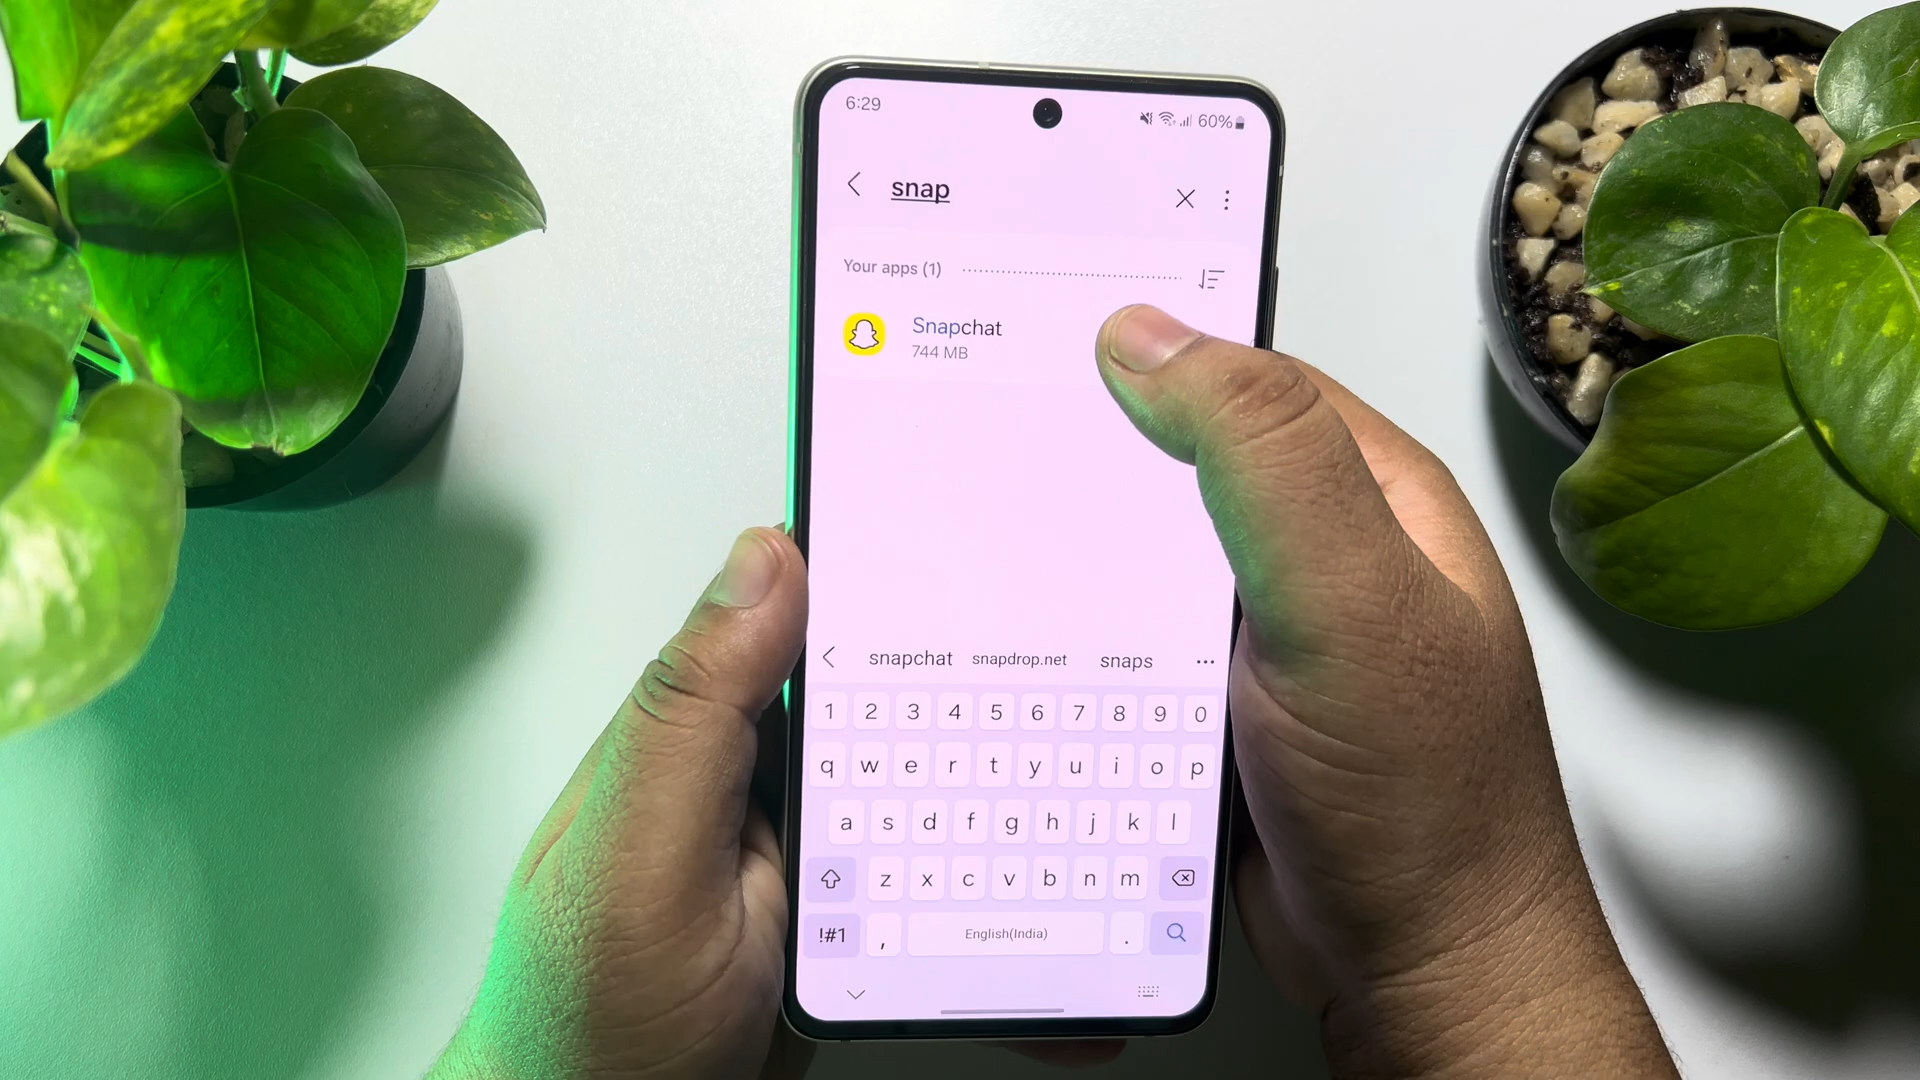 6:29
60%
snap
Your apps (1)
Snapchat
744 MB
snapchat snapdrop.net snaps
1 2 3 4 5 6 7 8 9 0
q w e r t y u i o p
a s d f g h j k l
z x c v b n m
!#1 , English(India) .